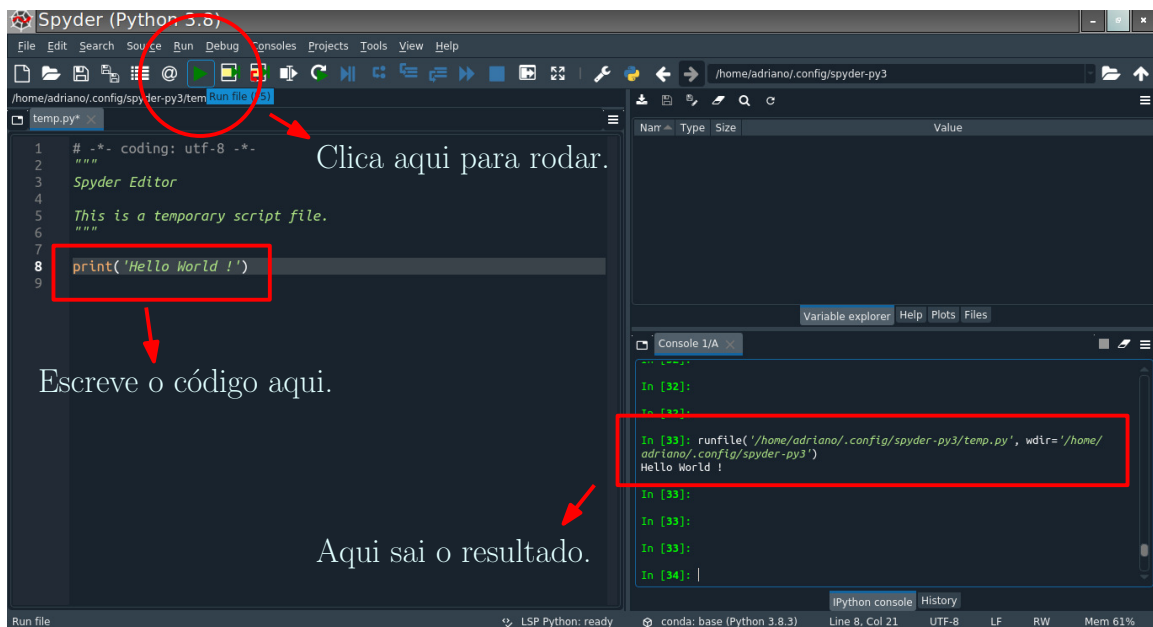 Spyder (Python 3.8)
File Edit Search Source Run Debug Consoles Projects Tools View Help
/home/adriano/.config/spyder-py3
/home/adriano/.config/spyder-py3/tem
Run file (F5)
temp.py*
1 # -*- coding: utf-8 -*-
2 """
3 Spyder Editor
4
5 This is a temporary script file.
6 """
7
8 print('Hello World !')
9
Clica aqui para rodar.
Escreve o código aqui.
Aqui sai o resultado.
Type Size Value
Variable explorer Help Plots Files
Console 1/A
In [32]:
In [32]:
In [33]: runfile('/home/adriano/.config/spyder-py3/temp.py', wdir='/home/
adriano/.config/spyder-py3')
Hello World !
In [33]:
In [33]:
In [33]:
In [34]:
IPython console History
Run file LSP Python: ready conda: base (Python 3.8.3) Line 8, Col 21 UTF-8 LF RW Mem 61%